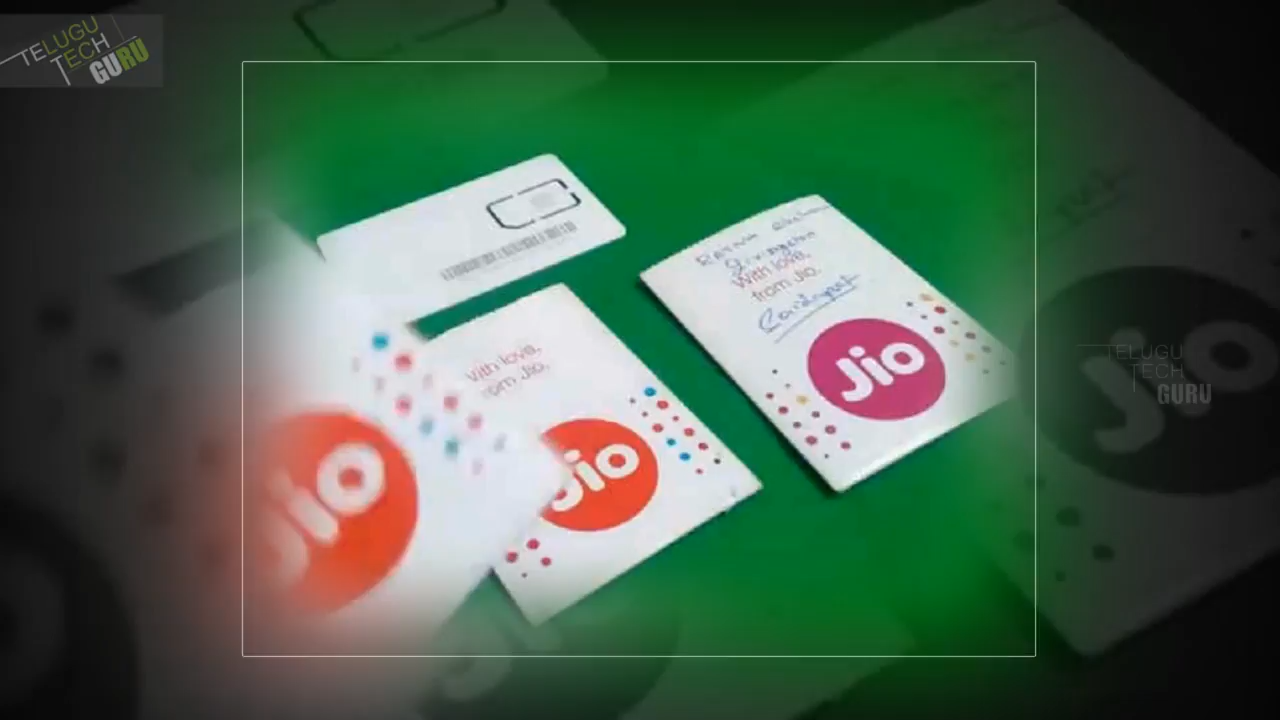 TELUGU
TECH
GURU
With love,
from Jio.
Jio
With love,
from Jio.
Jio
Jio
Jio
TELUGU
TECH
GURU